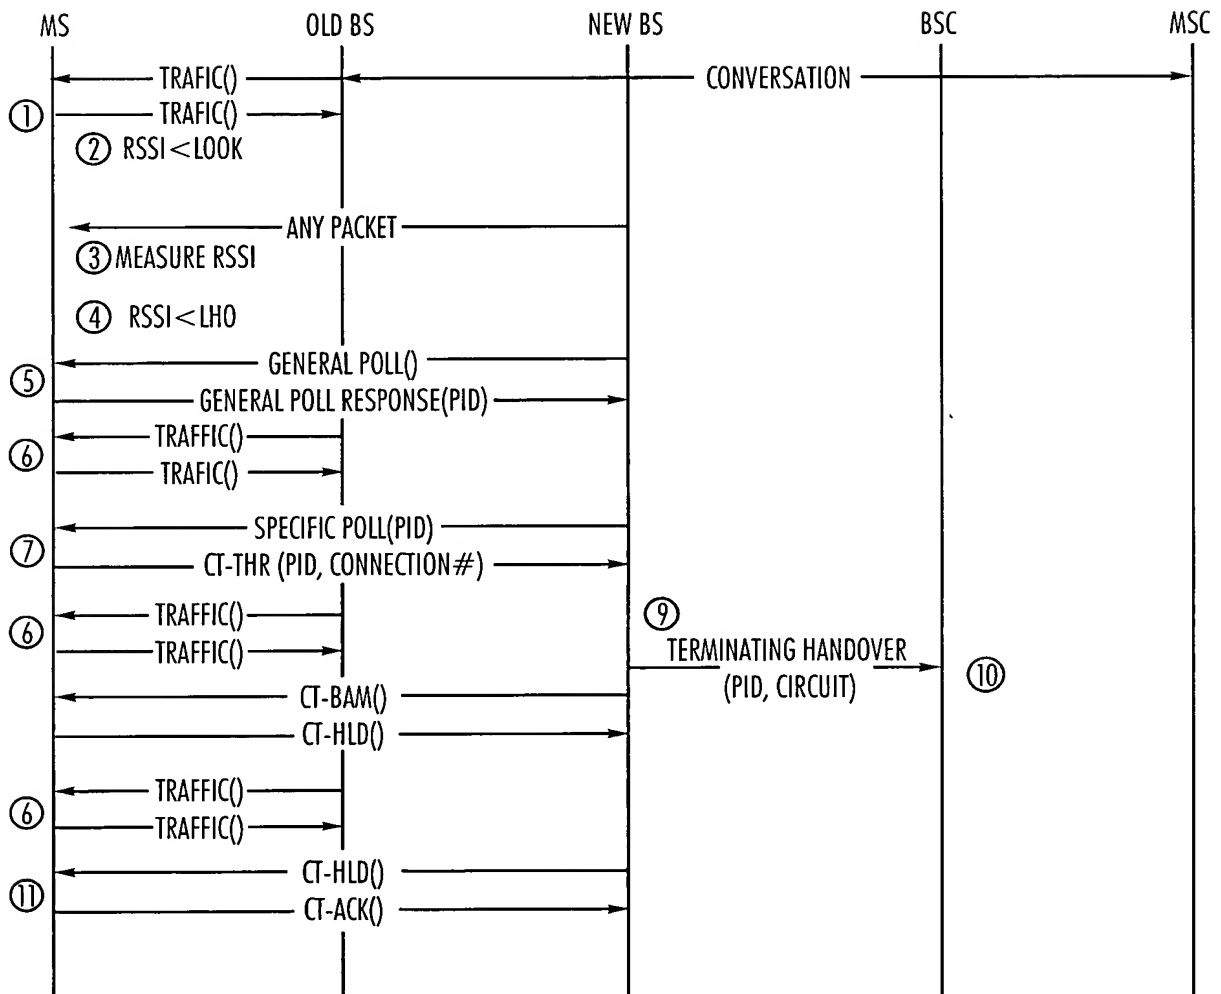 MS OLD BS NEW BS BSC MSC
TRAFIC() CONVERSATION
① TRAFIC()
② RSSI<LOOK
ANY PACKET
③ MEASURE RSSI
④ RSSI<LHO
GENERAL POLL()
⑤
GENERAL POLL RESPONSE(PID)
TRAFFIC()
⑥
TRAFIC()
SPECIFIC POLL(PID)
⑦
CT-THR (PID, CONNECTION#)
TRAFFIC() ⑨
⑥
TRAFFIC() TERMINATING HANDOVER
⑩
(PID, CIRCUIT)
CT-BAM()
CT-HLD()
TRAFFIC()
⑥
TRAFFIC()
CT-HLD()
⑪
CT-ACK()